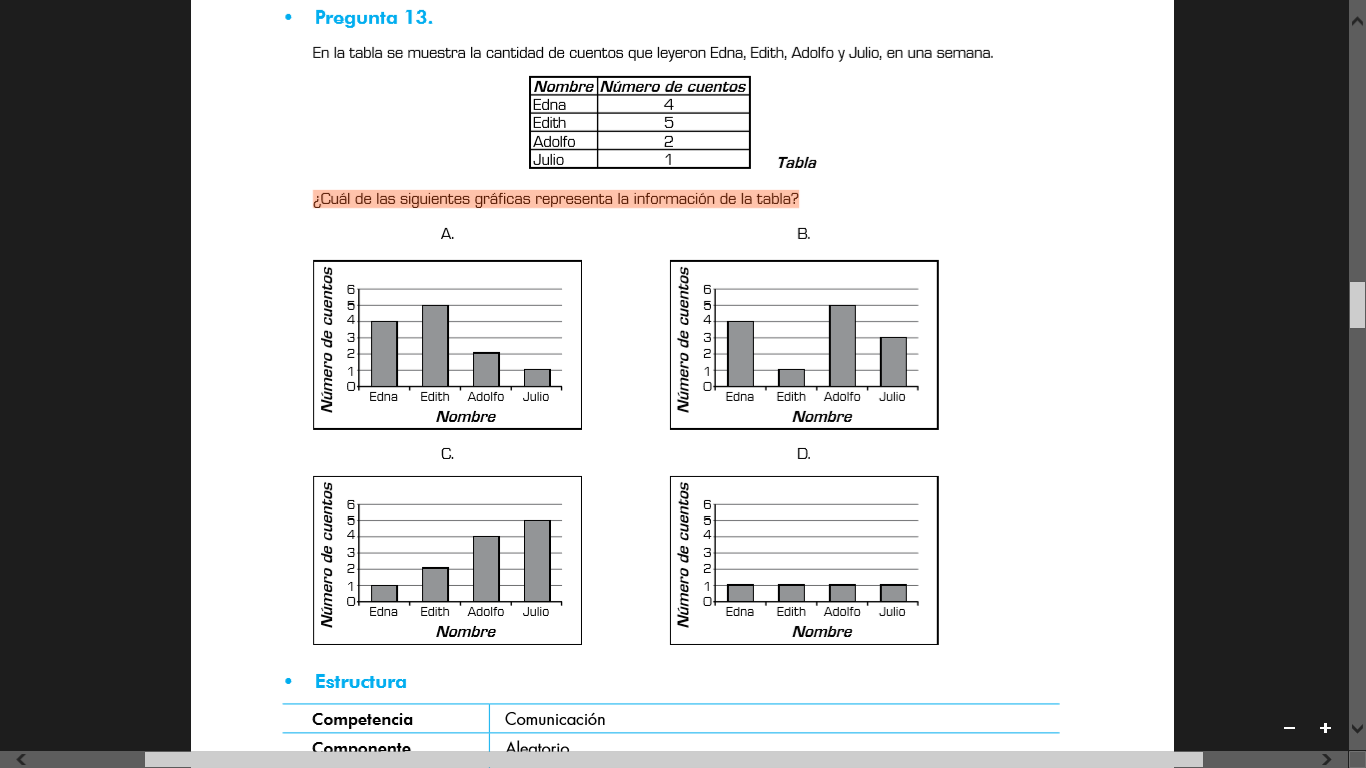 • Pregunta 13.
En la tabla se muestra la cantidad de cuentos que leyeron Edna, Edith, Adolfo y Julio, en una semana.
Nombre Número de cuentos
Edna 4
Edith 5
Adolfo 2
Julio 1
Tabla
¿Cuál de las siguientes gráficas representa la información de la tabla?
A.
Número de cuentos
6
5
4
3
2
1
0
Edna Edith Adolfo Julio
Nombre
B.
Número de cuentos
6
5
4
3
2
1
0
Edna Edith Adolfo Julio
Nombre
C.
Número de cuentos
6
5
4
3
2
1
0
Edna Edith Adolfo Julio
Nombre
D.
Número de cuentos
6
5
4
3
2
1
0
Edna Edith Adolfo Julio
Nombre
• Estructura
Competencia Comunicación
Componente Aleatorio